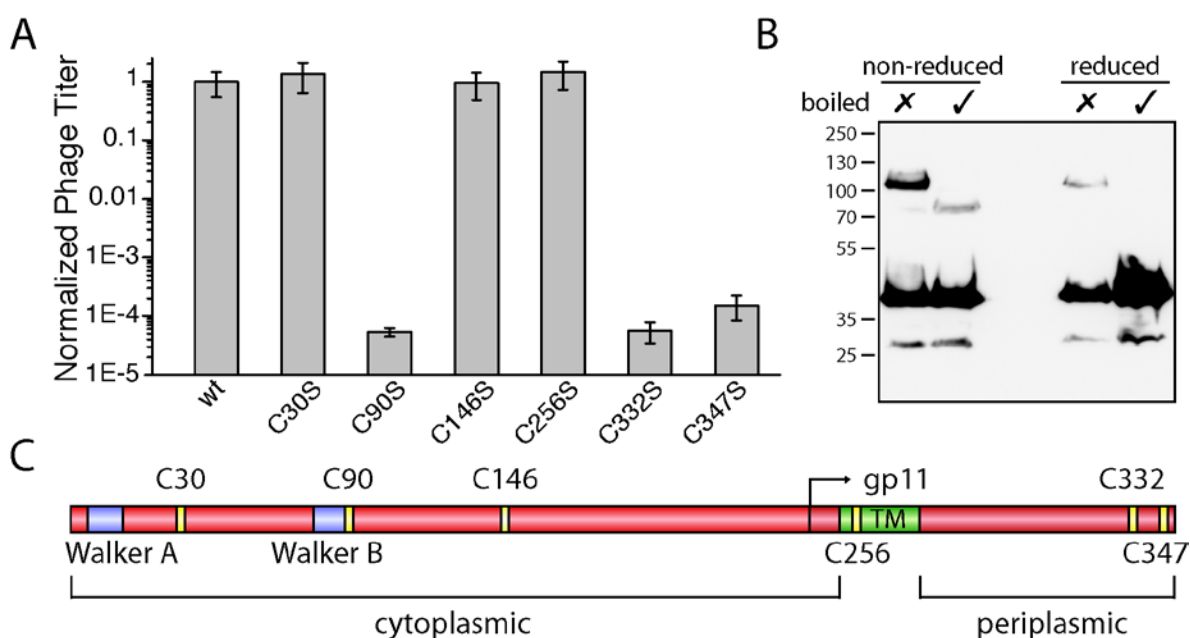 A
Normalized Phage Titer
1
0.1
0.01
1E-3
1E-4
1E-5
wt
C30S
C90S
C146S
C256S
C332S
C347S
B
non-reduced reduced
boiled ✗ ✓ ✗ ✓
250
130
100
70
55
35
25
C
C30 C90 C146 gp11 C332
TM
Walker A Walker B C256 C347
cytoplasmic periplasmic